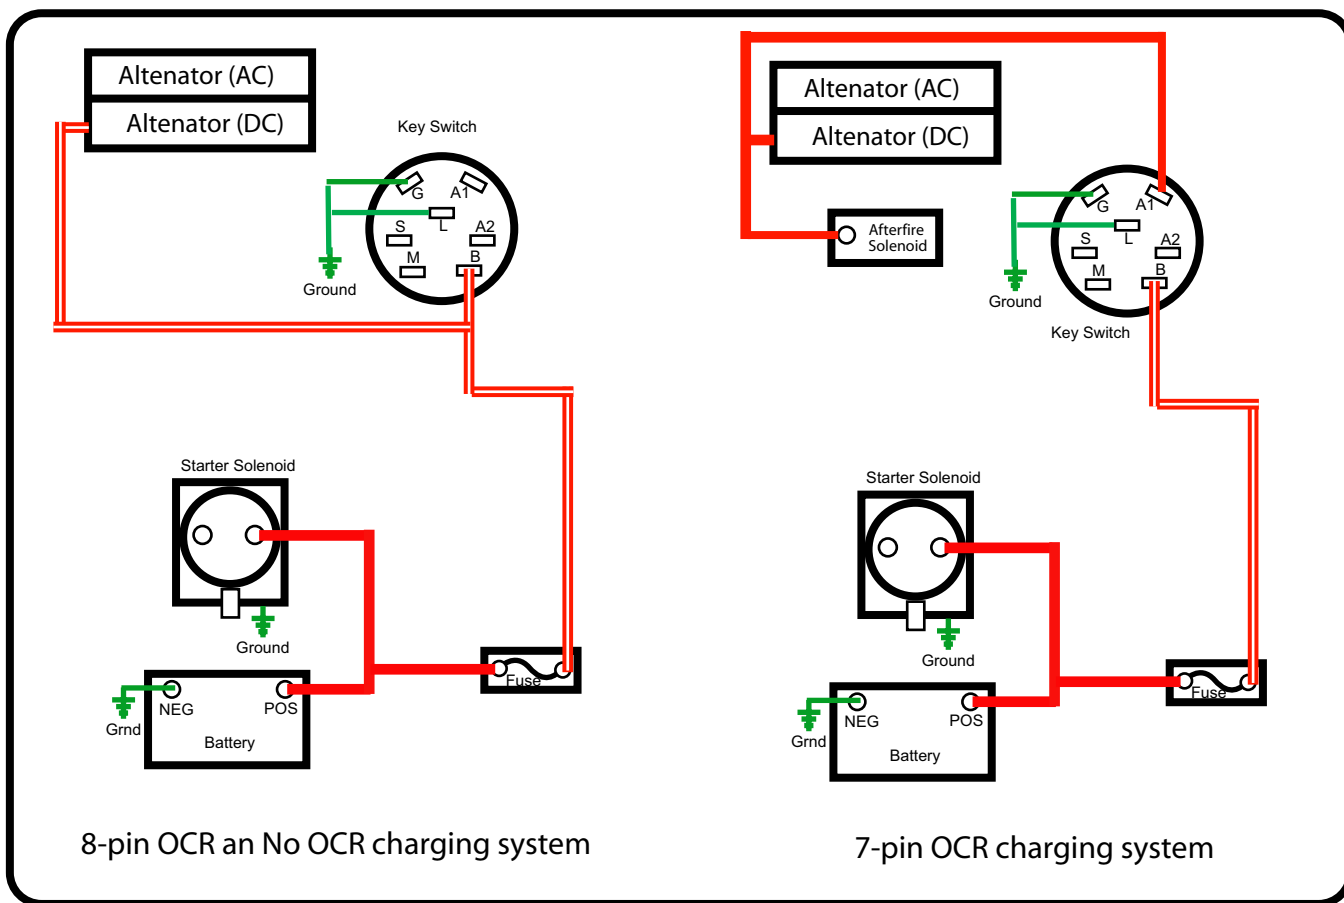 Altenator (AC)
Altenator (DC)
Key Switch
G
A1
L
S
A2
M
B
Ground
Starter Solenoid
Ground
Fuse
NEG
POS
Grnd
Battery
8-pin OCR an No OCR charging system
Altenator (AC)
Altenator (DC)
Afterfire
Solenoid
G
A1
L
S
A2
M
B
Ground
Key Switch
Starter Solenoid
Ground
Fuse
NEG
POS
Grnd
Battery
7-pin OCR charging system